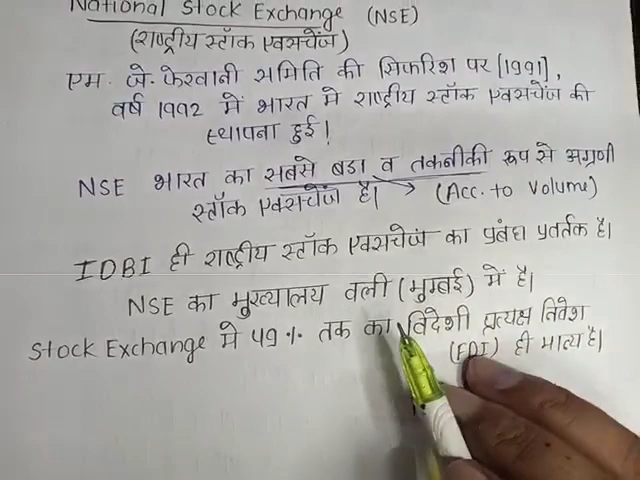 National Stock Exchange (NSE)
(राष्ट्रीय स्टॉक एक्सचेंज)
एम. जे. फेरवानी समिति की सिफरिश पर [1991],
वर्ष 1992 में भारत मे राष्ट्रीय स्टॉक एक्सचेंज की
स्थापना हुई!
NSE भारत का सबसे बडा व तकनीकी रूप से अग्रणी
स्टॉक एक्सचेंज है। → (Acc. to Volume)
IDBI ही राष्ट्रीय स्टॉक एक्सचेंज का प्रबंध प्रवर्तक है।
NSE का मुख्यालय वर्ली (मुम्बई) में है।
Stock Exchange मे 49% तक का विदेशी प्रत्यक्ष निवेश
(FDI) ही मान्य है।